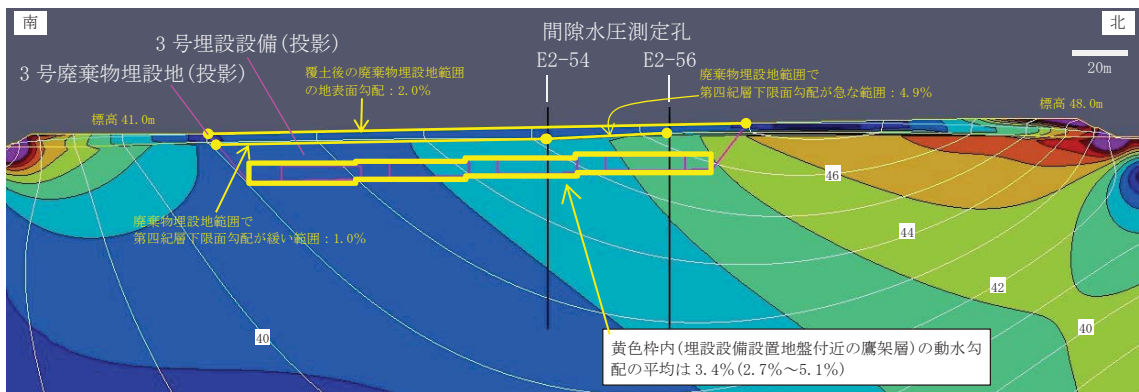 南
北
3 号埋設設備(投影)
3 号廃棄物埋設地(投影)
覆土後の廃棄物埋設地範囲
の地表面勾配：2.0%
間隙水圧測定孔
E2-54
E2-56
廃棄物埋設地範囲で
第四紀層下限面勾配が急な範囲：4.9%
20m
標高 41.0m
標高 48.0m
廃棄物埋設地範囲で
第四紀層下限面勾配が緩い範囲：1.0%
46
44
42
40
40
黄色枠内(埋設設備設置地盤付近の鷹架層)の動水勾
配の平均は 3.4%(2.7%～5.1%)